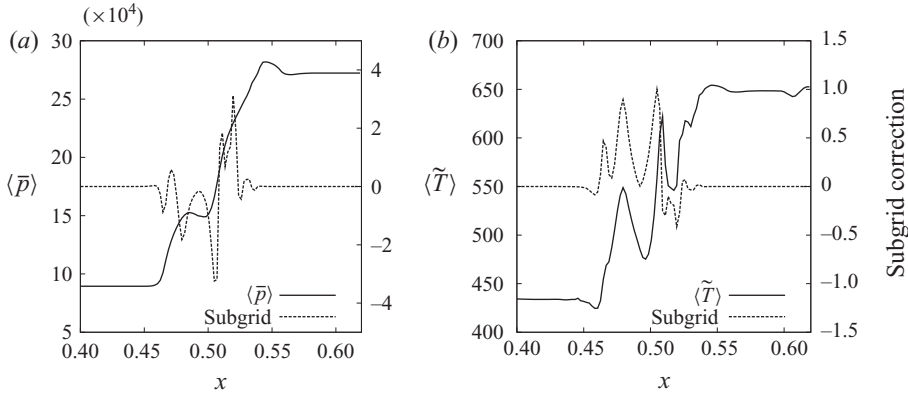 (×10⁴)
(a)
30
25
20
15
10
5
⟨p̄⟩
4
2
0
−2
−4
⟨p̄⟩
Subgrid
0.40 0.45 0.50 0.55 0.60
x
(b)
700
650
600
550
500
450
400
⟨T̃⟩
1.5
1.0
0.5
0
−0.5
−1.0
−1.5
Subgrid correction
⟨T̃⟩
Subgrid
0.40 0.45 0.50 0.55 0.60
x